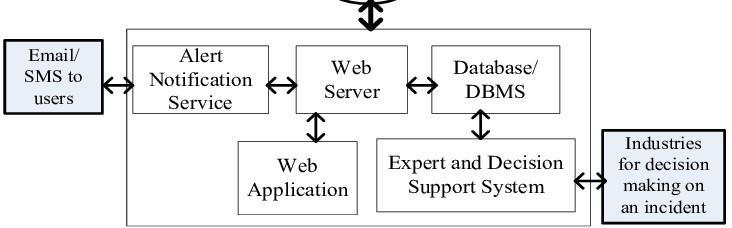 Email/
SMS to
users
Alert
Notification
Service
Web
Server
Database/
DBMS
Web
Application
Expert and Decision
Support System
Industries
for decision
making on
an incident